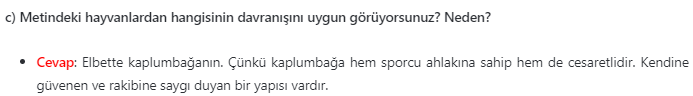 c) Metindeki hayvanlardan hangisinin davranışını uygun görüyorsunuz? Neden?
• Cevap: Elbette kaplumbağanın. Çünkü kaplumbağa hem sporcu ahlakına sahip hem de cesaretlidir. Kendine
güvenen ve rakibine saygı duyan bir yapısı vardır.